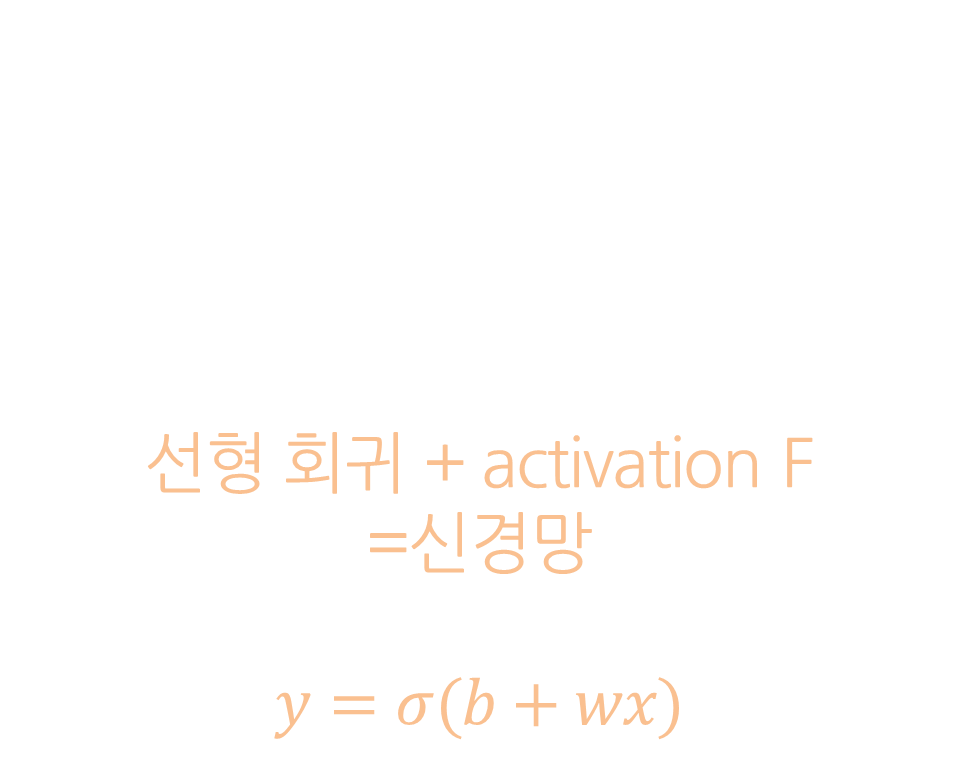 선형 회귀 + activation F
=신경망
y = σ(b + wx)